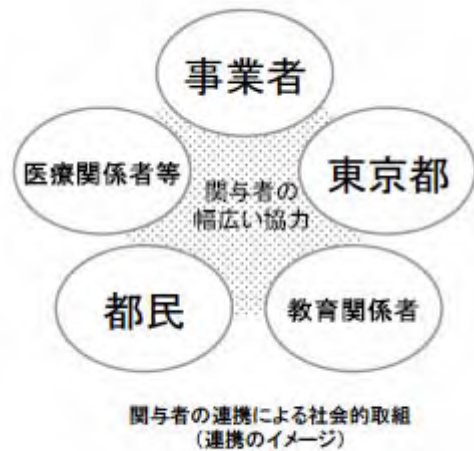 事業者
医療関係者等
東京都
関与者の
幅広い協力
都民
教育関係者
関与者の連携による社会的取組
（連携のイメージ）